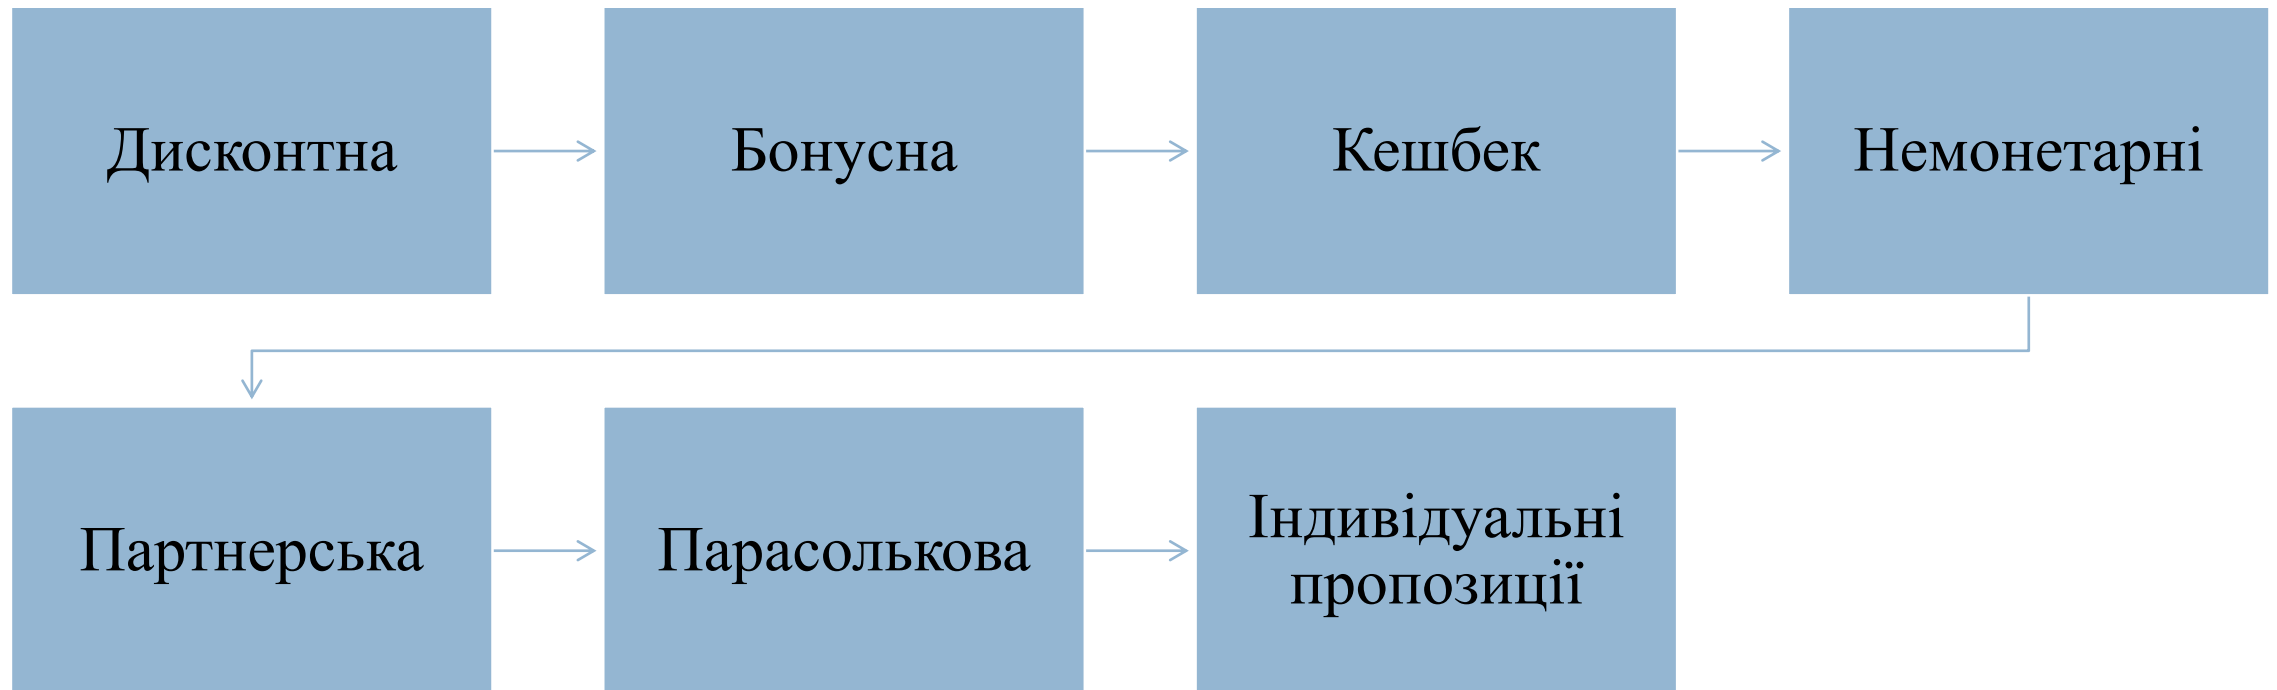 Дисконтна
Бонусна
Кешбек
Немонетарні
Партнерська
Парасолькова
Індивідуальні
пропозиції